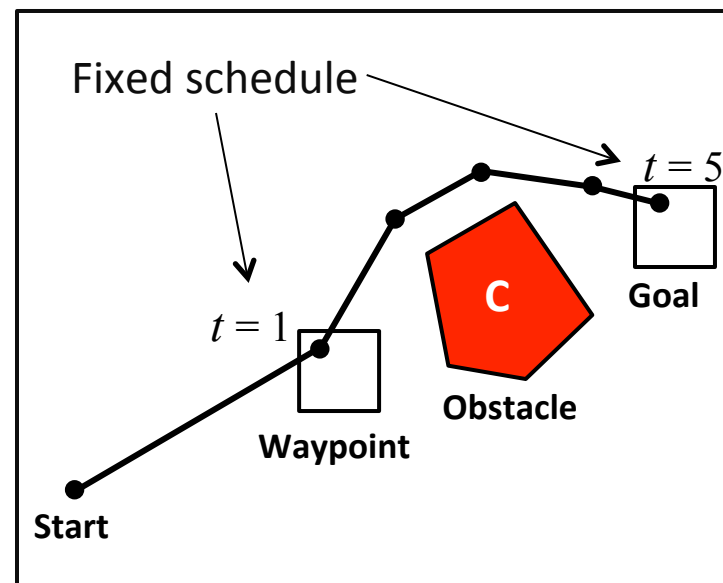 Fixed schedule
t = 5
Goal
C
t = 1
Obstacle
Waypoint
Start